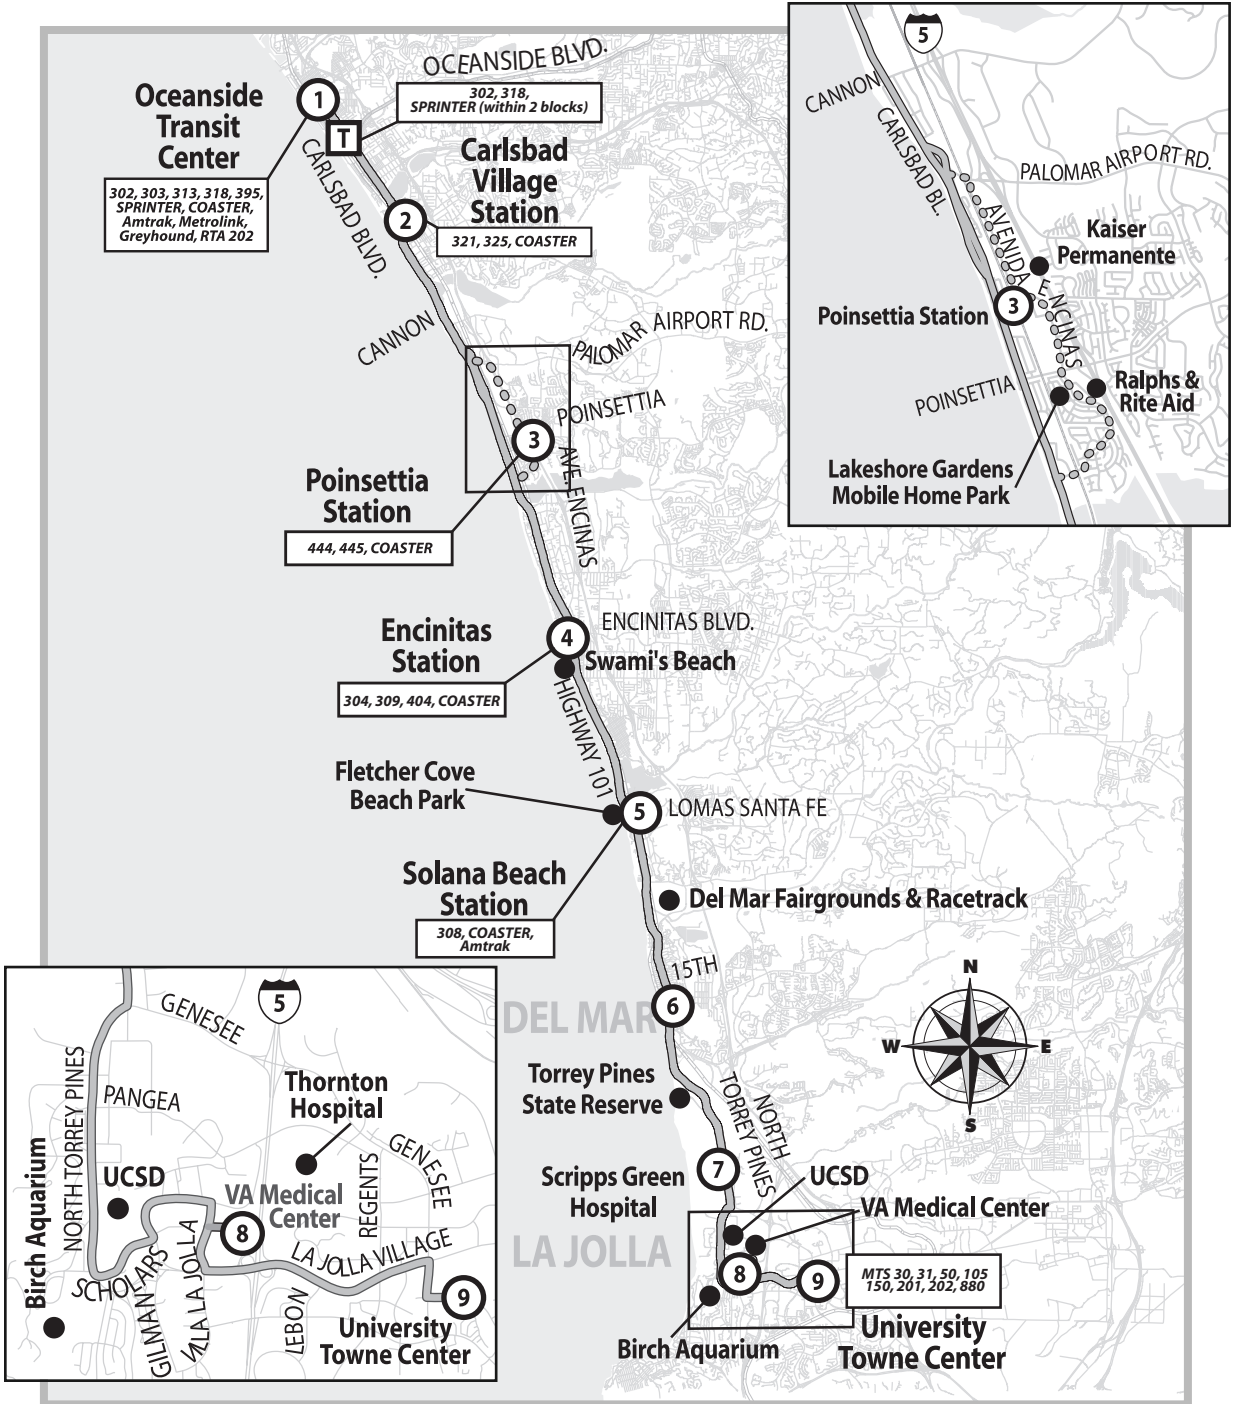 OCEANSIDE BLVD.
Oceanside
Transit
Center
1
302, 318,
SPRINTER (within 2 blocks)
T
302, 303, 313, 318, 395,
SPRINTER, COASTER,
Amtrak, Metrolink,
Greyhound, RTA 202
CARLSBAD BLVD.
Carlsbad
Village
Station
2
321, 325, COASTER
CANNON
PALOMAR AIRPORT RD.
POINSETTIA
3
AVE. ENCINAS
Poinsettia
Station
444, 445, COASTER
ENCINITAS BLVD.
Encinitas
Station
4
Swami's Beach
304, 309, 404, COASTER
HIGHWAY 101
Fletcher Cove
Beach Park
5
LOMAS SANTA FE
Solana Beach
Station
308, COASTER,
Amtrak
Del Mar Fairgrounds & Racetrack
15TH
DEL MAR
6
N
W
E
S
Torrey Pines
State Reserve
NORTH
TORREY PINES
7
Scripps Green
Hospital
UCSD
VA Medical Center
LA JOLLA
8
9
MTS 30, 31, 50, 105
150, 201, 202, 880
University
Towne Center
Birch Aquarium
5
CANNON
CARLSBAD BL.
PALOMAR AIRPORT RD.
AVENIDA ENCINAS
Kaiser
Permanente
Poinsettia Station
3
POINSETTIA
Ralphs &
Rite Aid
Lakeshore Gardens
Mobile Home Park
GENESEE
5
NORTH TORREY PINES
PANGEA
Thornton
Hospital
GENESEE
REGENTS
UCSD
VA Medical
Center
8
Birch Aquarium
SCHOLARS
GILMAN
VILLA LA JOLLA
LA JOLLA VILLAGE
LEBON
9
University
Towne Center